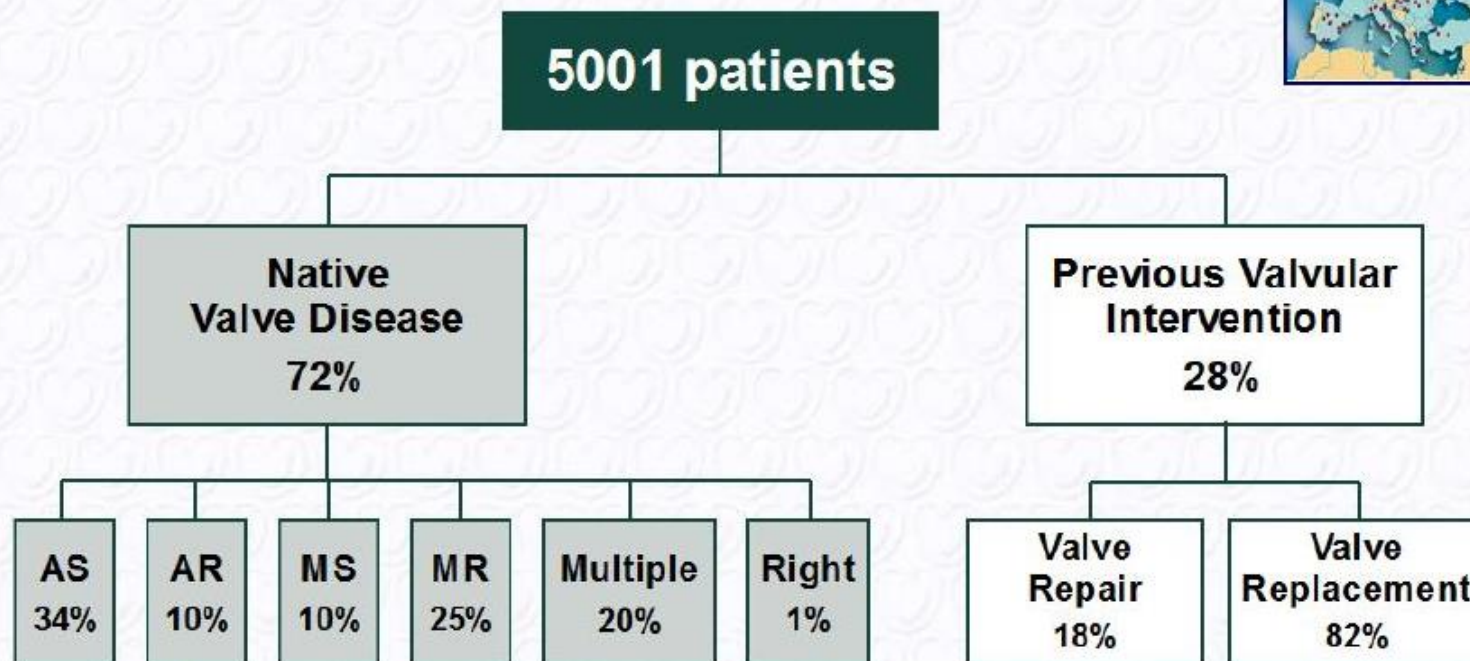 5001 patients
Native
Valve Disease
72%
Previous Valvular
Intervention
28%
AS
34%
AR
10%
MS
10%
MR
25%
Multiple
20%
Right
1%
Valve
Repair
18%
Valve
Replacement
82%